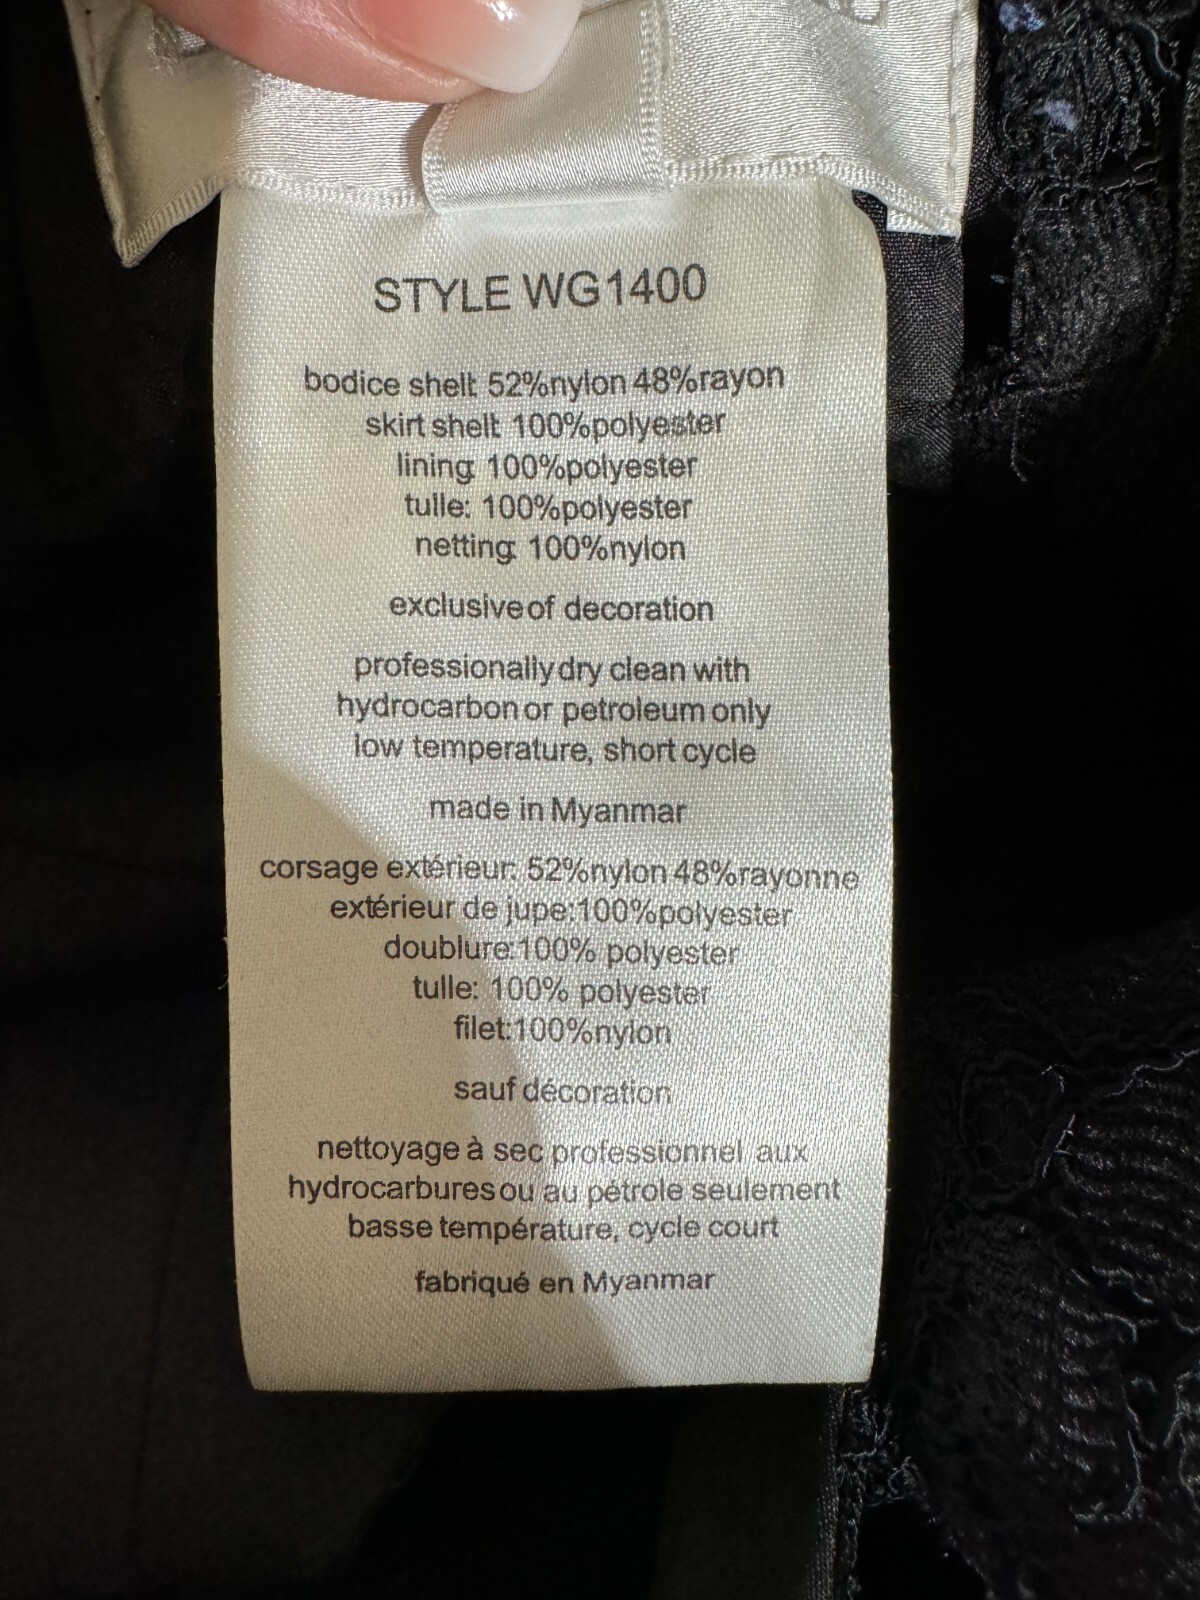 STYLE WG1400
bodice shell: 52%nylon 48%rayon
skirt shell: 100%polyester
lining: 100%polyester
tulle: 100%polyester
netting: 100%nylon
exclusive of decoration
professionally dry clean with
hydrocarbon or petroleum only
low temperature, short cycle
made in Myanmar
corsage extérieur: 52%nylon 48%rayonne
extérieur de jupe:100%polyester
doublure:100% polyester
tulle: 100% polyester
filet:100%nylon
sauf décoration
nettoyage à sec professionnel aux
hydrocarbures ou au pétrole seulement
basse température, cycle court
fabriqué en Myanmar